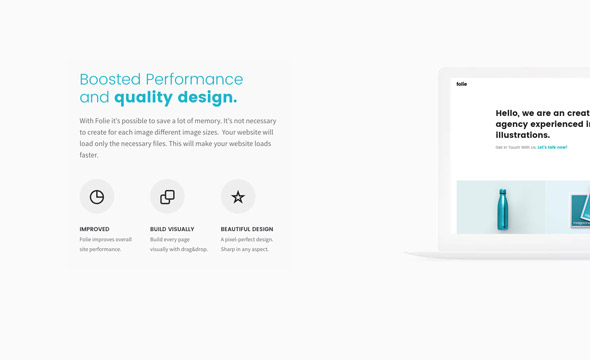 Boosted Performance
and quality design.
With Folie it's possible to save a lot of memory. It's not necessary
to create for each image different image sizes. Your website will
load only the necessary files. This will make your website loads
faster.
IMPROVED
Folie improves overall
site performance.
BUILD VISUALLY
Build every page
visually with drag&drop.
BEAUTIFUL DESIGN
A pixel-perfect design.
Sharp in any aspect.
folie
Hello, we are an creat
agency experienced in
illustrations.
Get in Touch With Us. Let's talk now!